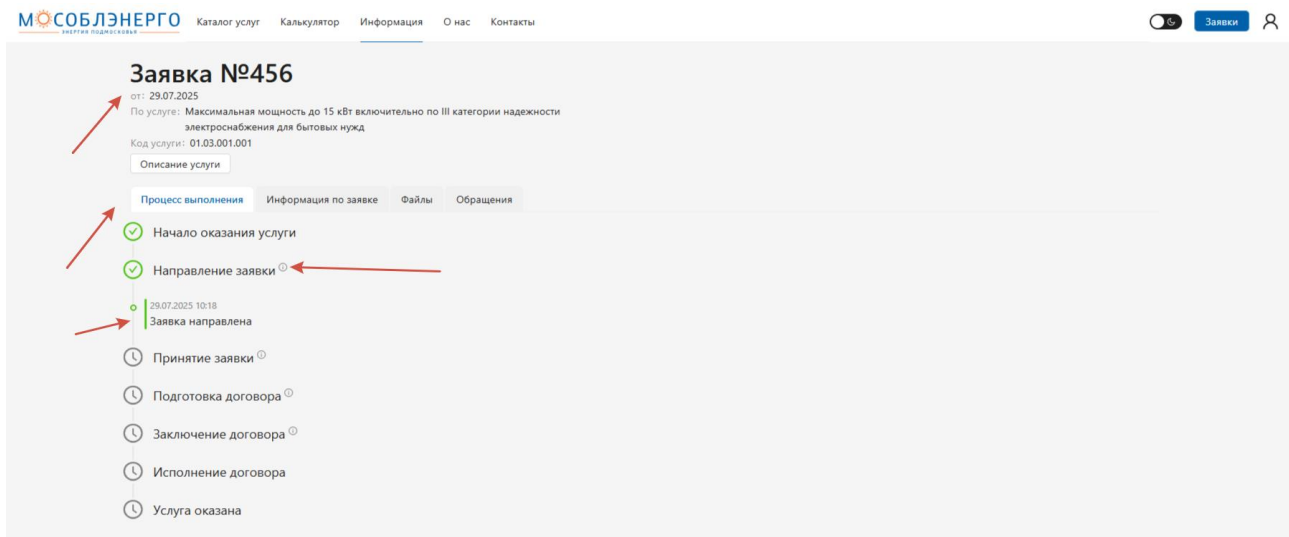 МОСОБЛЭНЕРГО
ЭНЕРГИЯ ПОДМОСКОВЬЯ
Каталог услуг Калькулятор Информация О нас Контакты
Заявки
Заявка №456
от: 29.07.2025
По услуге: Максимальная мощность до 15 кВт включительно по III категории надежности
электроснабжения для бытовых нужд
Код услуги: 01.03.001.001
Описание услуги
Процесс выполнения Информация по заявке Файлы Обращения
Начало оказания услуги
Направление заявки
29.07.2025 10:18
Заявка направлена
Принятие заявки
Подготовка договора
Заключение договора
Исполнение договора
Услуга оказана